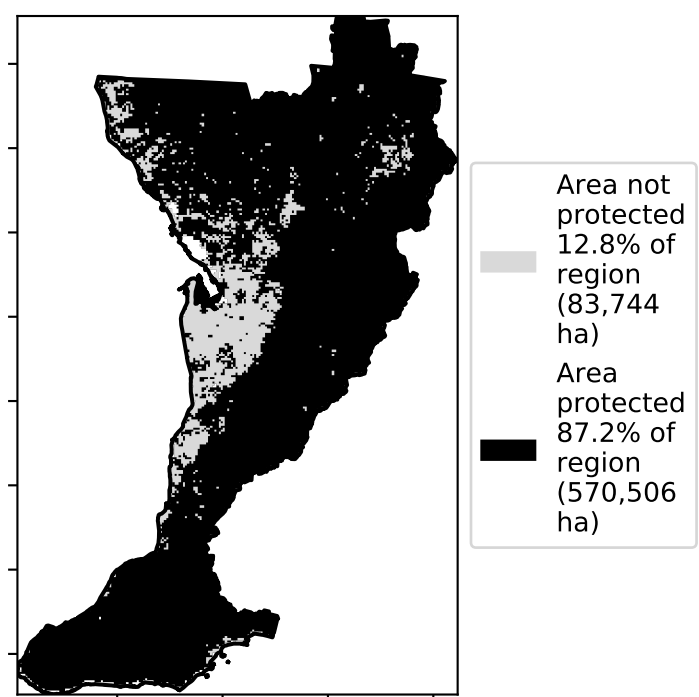 Area not
protected
12.8% of
region
(83,744
ha)
Area
protected
87.2% of
region
(570,506
ha)